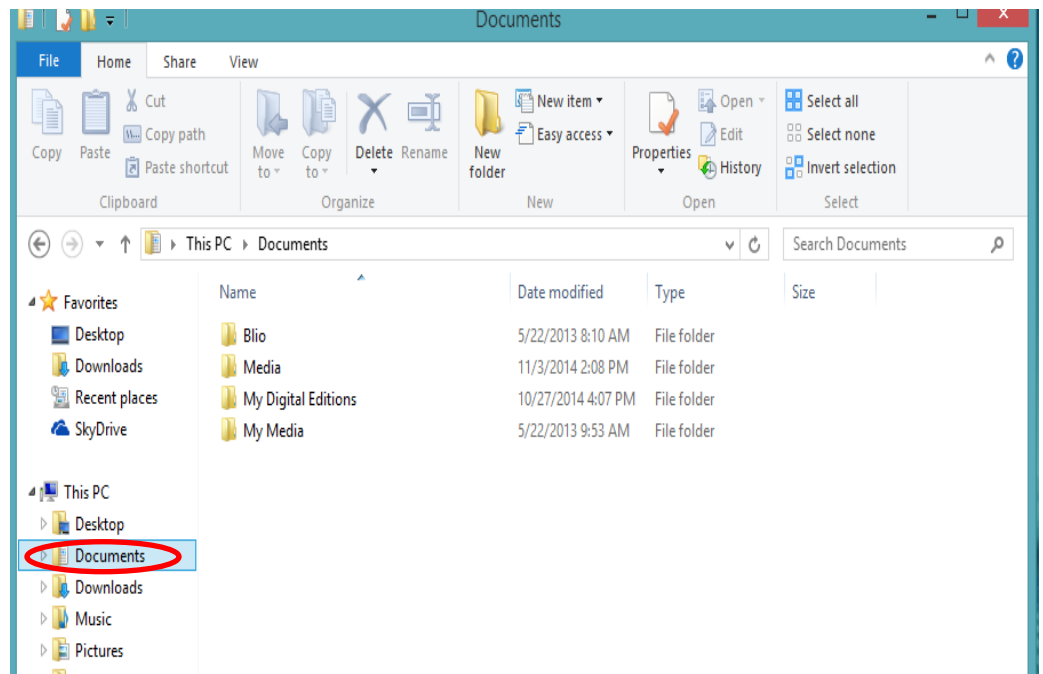 Documents
File Home Share View
Copy
Paste
Cut
Copy path
Paste shortcut
Clipboard
Move to
Copy to
Delete
Rename
Organize
New folder
New item
Easy access
New
Properties
Open
Edit
History
Open
Select all
Select none
Invert selection
Select
This PC Documents
Search Documents
Name Date modified Type Size
Blio 5/22/2013 8:10 AM File folder
Media 11/3/2014 2:08 PM File folder
My Digital Editions 10/27/2014 4:07 PM File folder
My Media 5/22/2013 9:53 AM File folder
Favorites
Desktop
Downloads
Recent places
SkyDrive
This PC
Desktop
Documents
Downloads
Music
Pictures